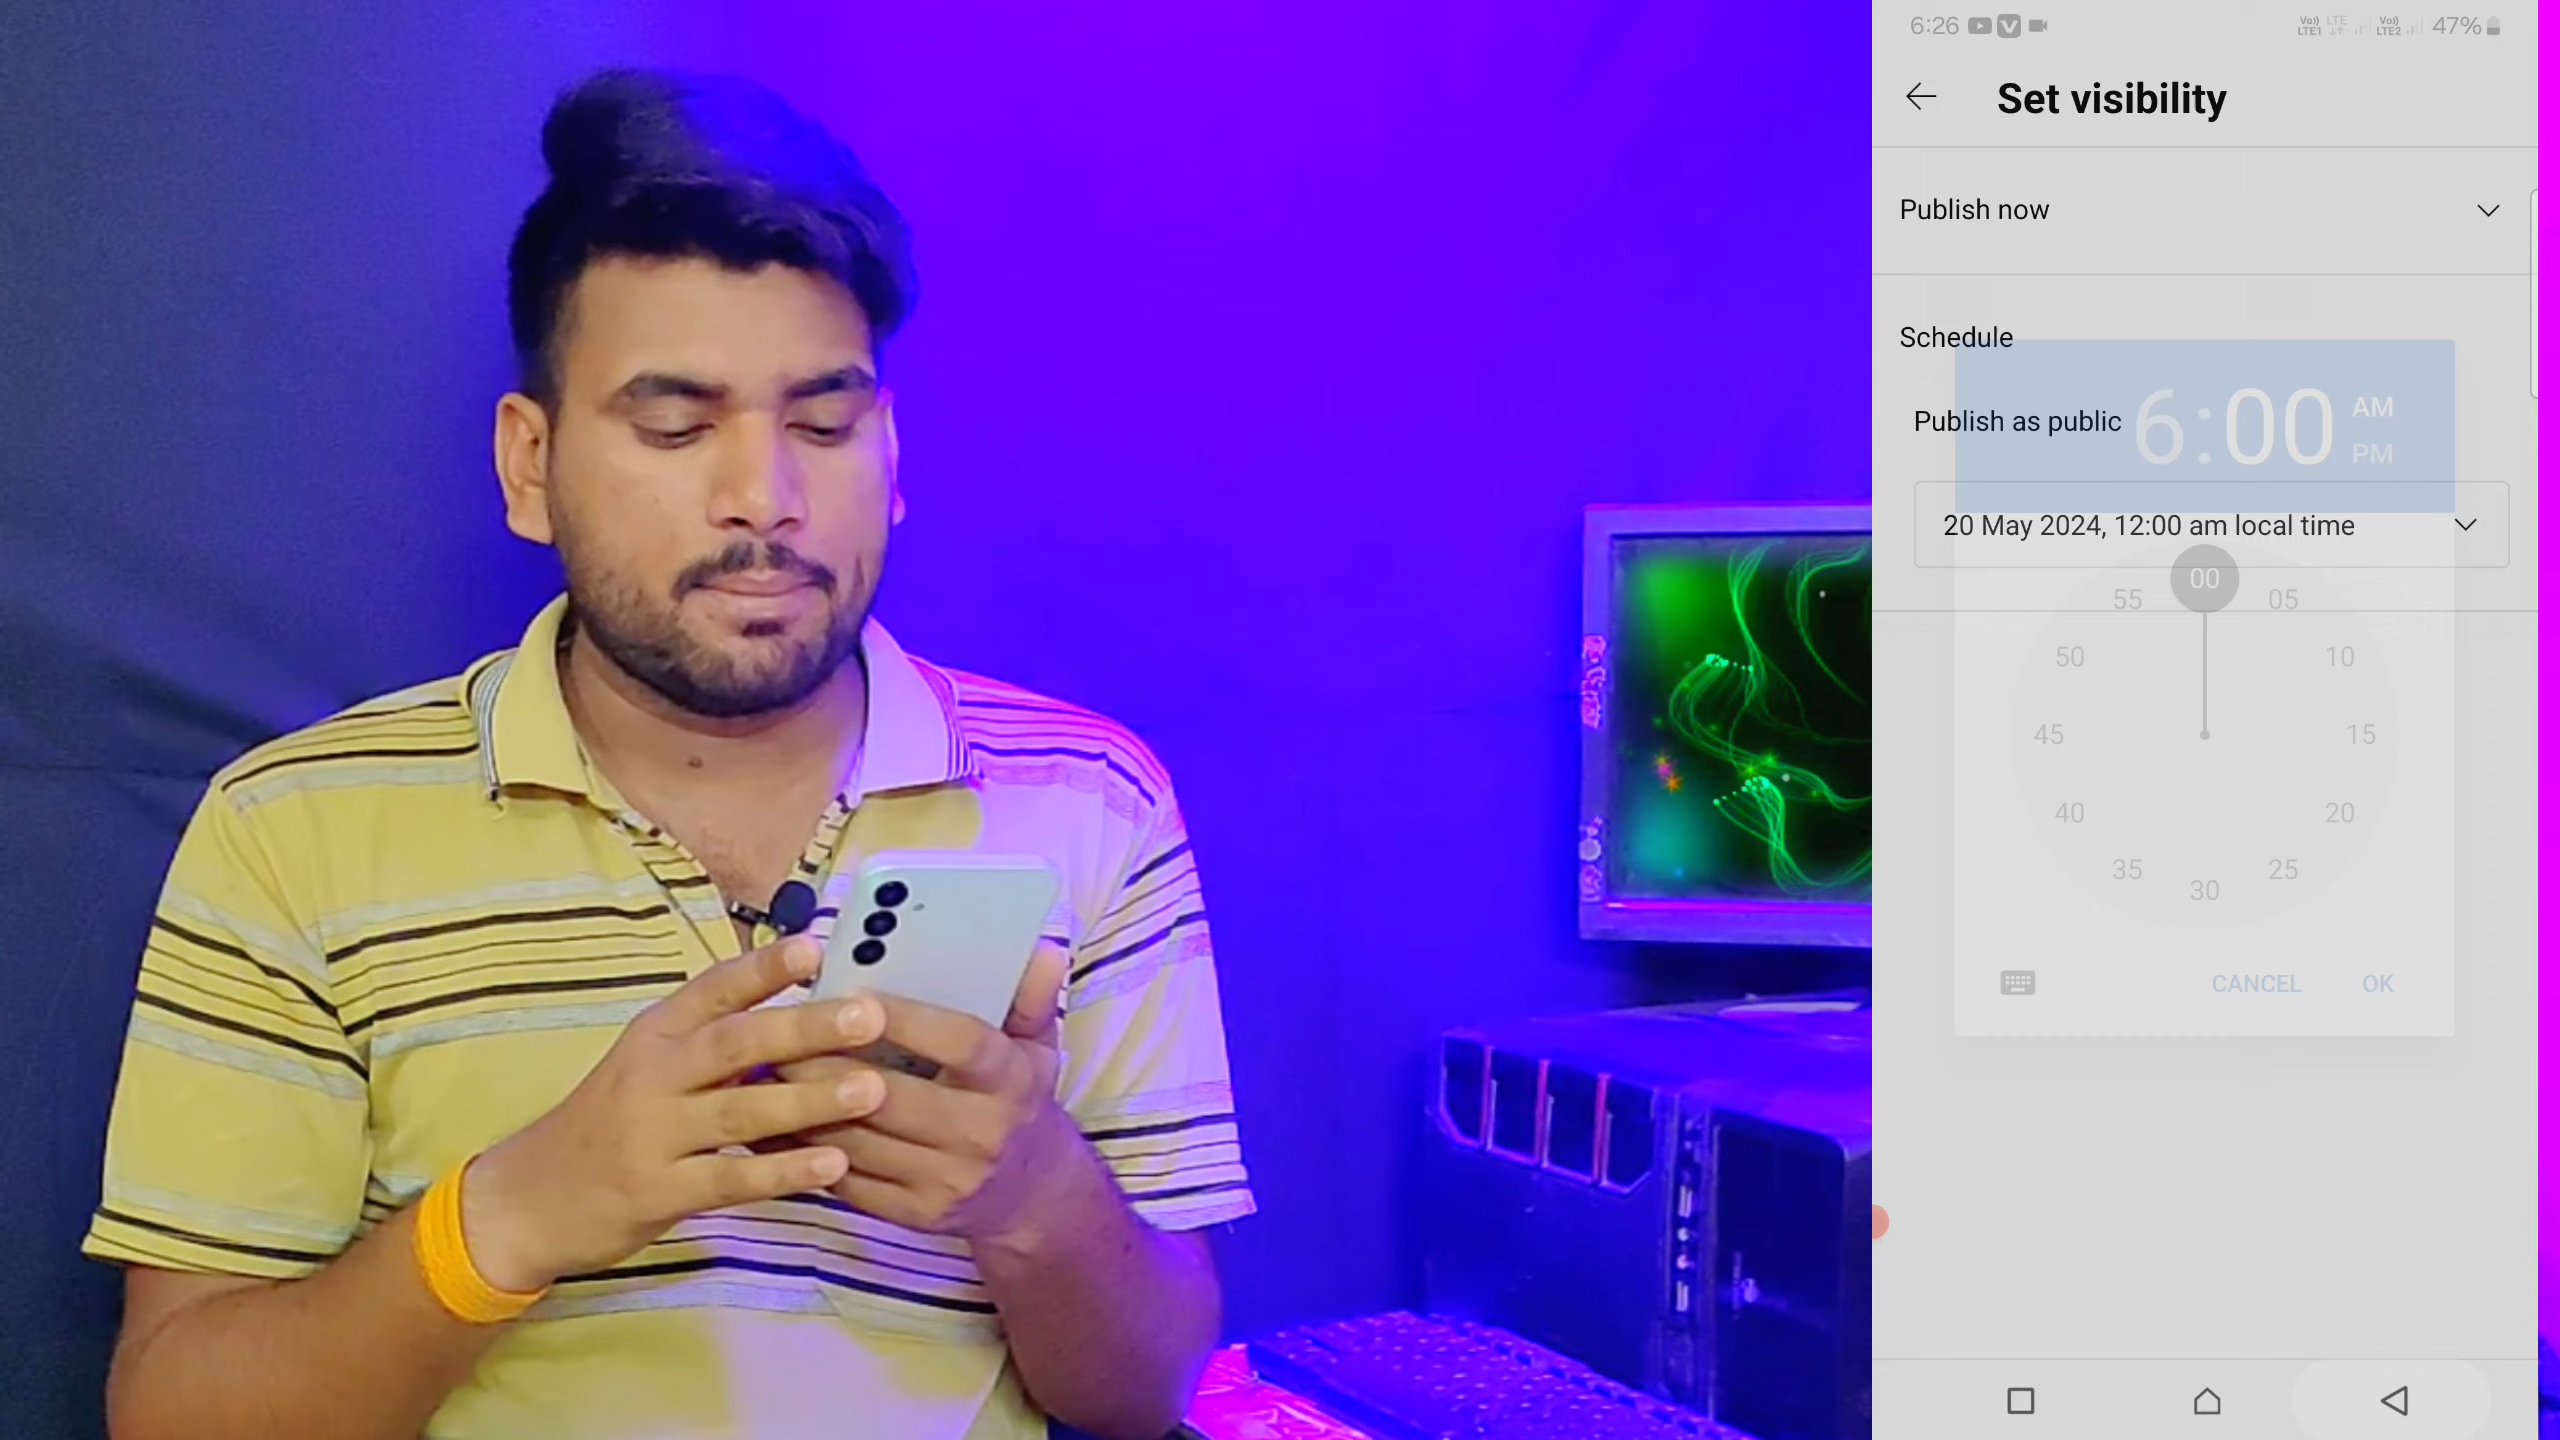 6:26 47%
Set visibility
Publish now
Schedule
Publish as public
6:00 AM
PM
20 May 2024, 12:00 am local time
00
55 05
50 10
45 15
40 20
35 25
30
CANCEL OK